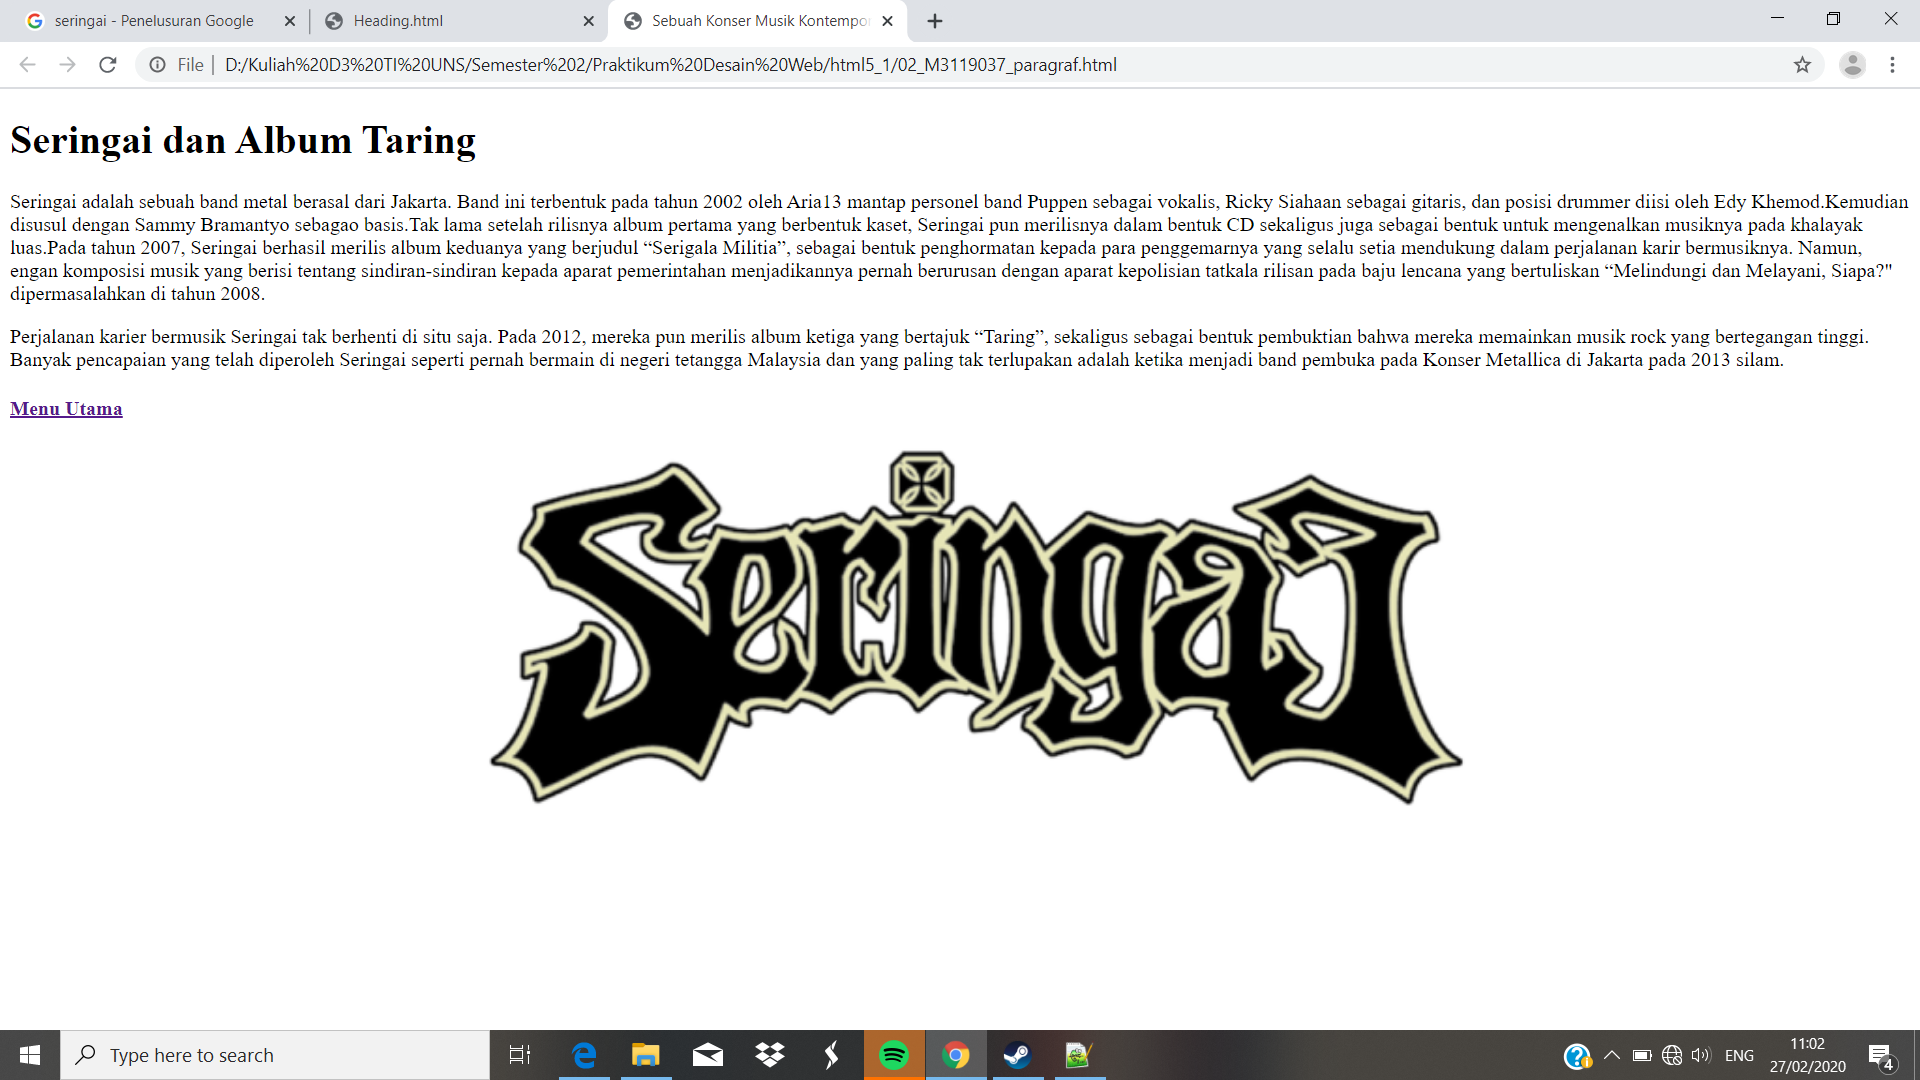 seringai - Penelusuran Google
Heading.html
Sebuah Konser Musik Kontempor
File
D:/Kuliah%20D3%20TI%20UNS/Semester%202/Praktikum%20Desain%20Web/html5_1/02_M3119037_paragraf.html
Seringai dan Album Taring
Seringai adalah sebuah band metal berasal dari Jakarta. Band ini terbentuk pada tahun 2002 oleh Aria13 mantap personel band Puppen sebagai vokalis, Ricky Siahaan sebagai gitaris, dan posisi drummer diisi oleh Edy Khemod.Kemudian
disusul dengan Sammy Bramantyo sebagao basis.Tak lama setelah rilisnya album pertama yang berbentuk kaset, Seringai pun merilisnya dalam bentuk CD sekaligus juga sebagai bentuk untuk mengenalkan musiknya pada khalayak
luas.Pada tahun 2007, Seringai berhasil merilis album keduanya yang berjudul “Serigala Militia”, sebagai bentuk penghormatan kepada para penggemarnya yang selalu setia mendukung dalam perjalanan karir bermusiknya. Namun,
engan komposisi musik yang berisi tentang sindiran-sindiran kepada aparat pemerintahan menjadikannya pernah berurusan dengan aparat kepolisian tatkala rilisan pada baju lencana yang bertuliskan “Melindungi dan Melayani, Siapa?"
dipermasalahkan di tahun 2008.
Perjalanan karier bermusik Seringai tak berhenti di situ saja. Pada 2012, mereka pun merilis album ketiga yang bertajuk “Taring”, sekaligus sebagai bentuk pembuktian bahwa mereka memainkan musik rock yang bertegangan tinggi.
Banyak pencapaian yang telah diperoleh Seringai seperti pernah bermain di negeri tetangga Malaysia dan yang paling tak terlupakan adalah ketika menjadi band pembuka pada Konser Metallica di Jakarta pada 2013 silam.
Menu Utama
Seringai
Type here to search
ENG
11:02
27/02/2020
4